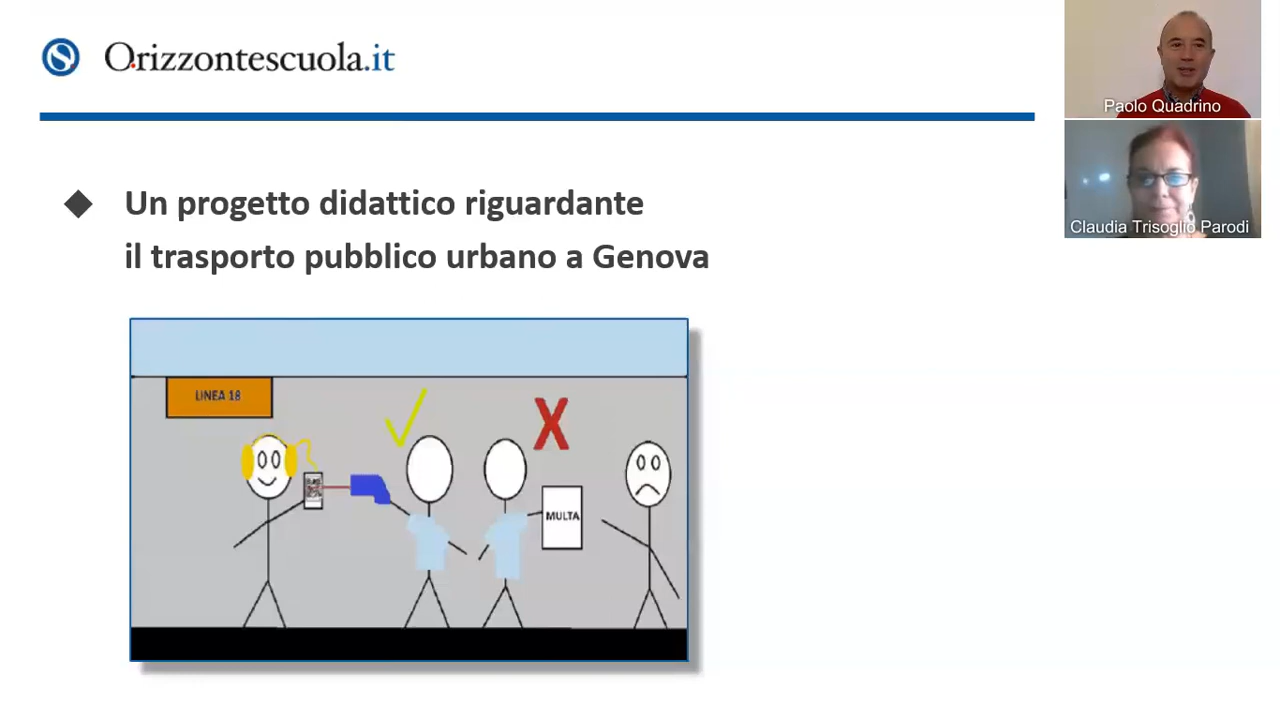 Orizzontescuola.it
Paolo Quadrino
Claudia Trisoglio Parodi
Un progetto didattico riguardante
il trasporto pubblico urbano a Genova
LINEA 18
X
MULTA